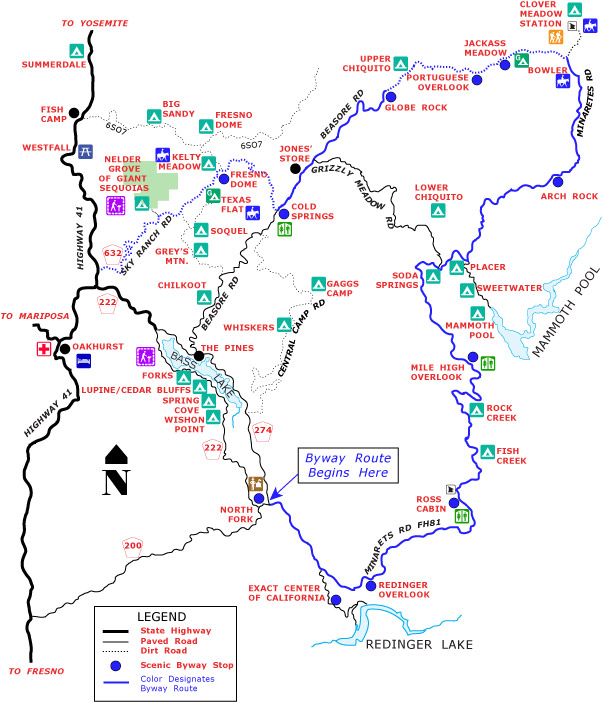 TO YOSEMITE
SUMMERDALE
FISH
CAMP
6S07
WESTFALL
BIG
SANDY
FRESNO
DOME
6S07
NELDER
GROVE
OF GIANT
SEQUOIAS
KELTY
MEADOW
FRESNO
DOME
TEXAS
FLAT
HIGHWAY 41
632
SKY RANCH RD
SOQUEL
GREY'S
MTN.
CHILKOOT
222
JONES'
STORE
COLD
SPRINGS
BEASORE RD
BEASORE RD
UPPER
CHIQUITO
GLOBE ROCK
PORTUGUESE
OVERLOOK
JACKASS
MEADOW
CLOVER
MEADOW
STATION
BOWLER
MINARETES RD
GRIZZLY MEADOW RD
LOWER
CHIQUITO
ARCH ROCK
SODA
SPRINGS
PLACER
SWEETWATER
MAMMOTH
POOL
MAMMOTH POOL
GAGGS
CAMP
WHISKERS
CENTRAL CAMP RD
TO MARIPOSA
OAKHURST
HIGHWAY 41
THE PINES
BASS LAKE
FORKS
LUPINE/CEDAR BLUFFS
SPRING
COVE
WISHON
POINT
222
274
MILE HIGH
OVERLOOK
ROCK
CREEK
FISH
CREEK
ROSS
CABIN
N
Byway Route
Begins Here
NORTH
FORK
MINARETS RD FH81
200
EXACT CENTER
OF CALIFORNIA
REDINGER
OVERLOOK
REDINGER LAKE
TO FRESNO
LEGEND
State Highway
Paved Road
Dirt Road
Scenic Byway Stop
Color Designates
Byway Route